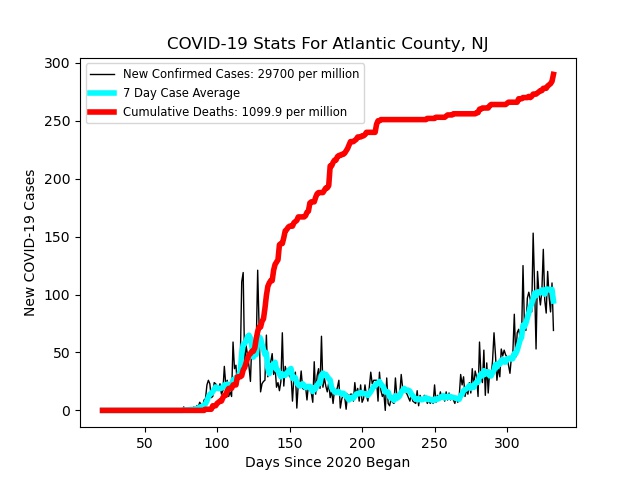 COVID-19 Stats For Atlantic County, NJ
New Confirmed Cases: 29700 per million
7 Day Case Average
Cumulative Deaths: 1099.9 per million
New COVID-19 Cases
300
250
200
150
100
50
0
50 100 150 200 250 300
Days Since 2020 Began